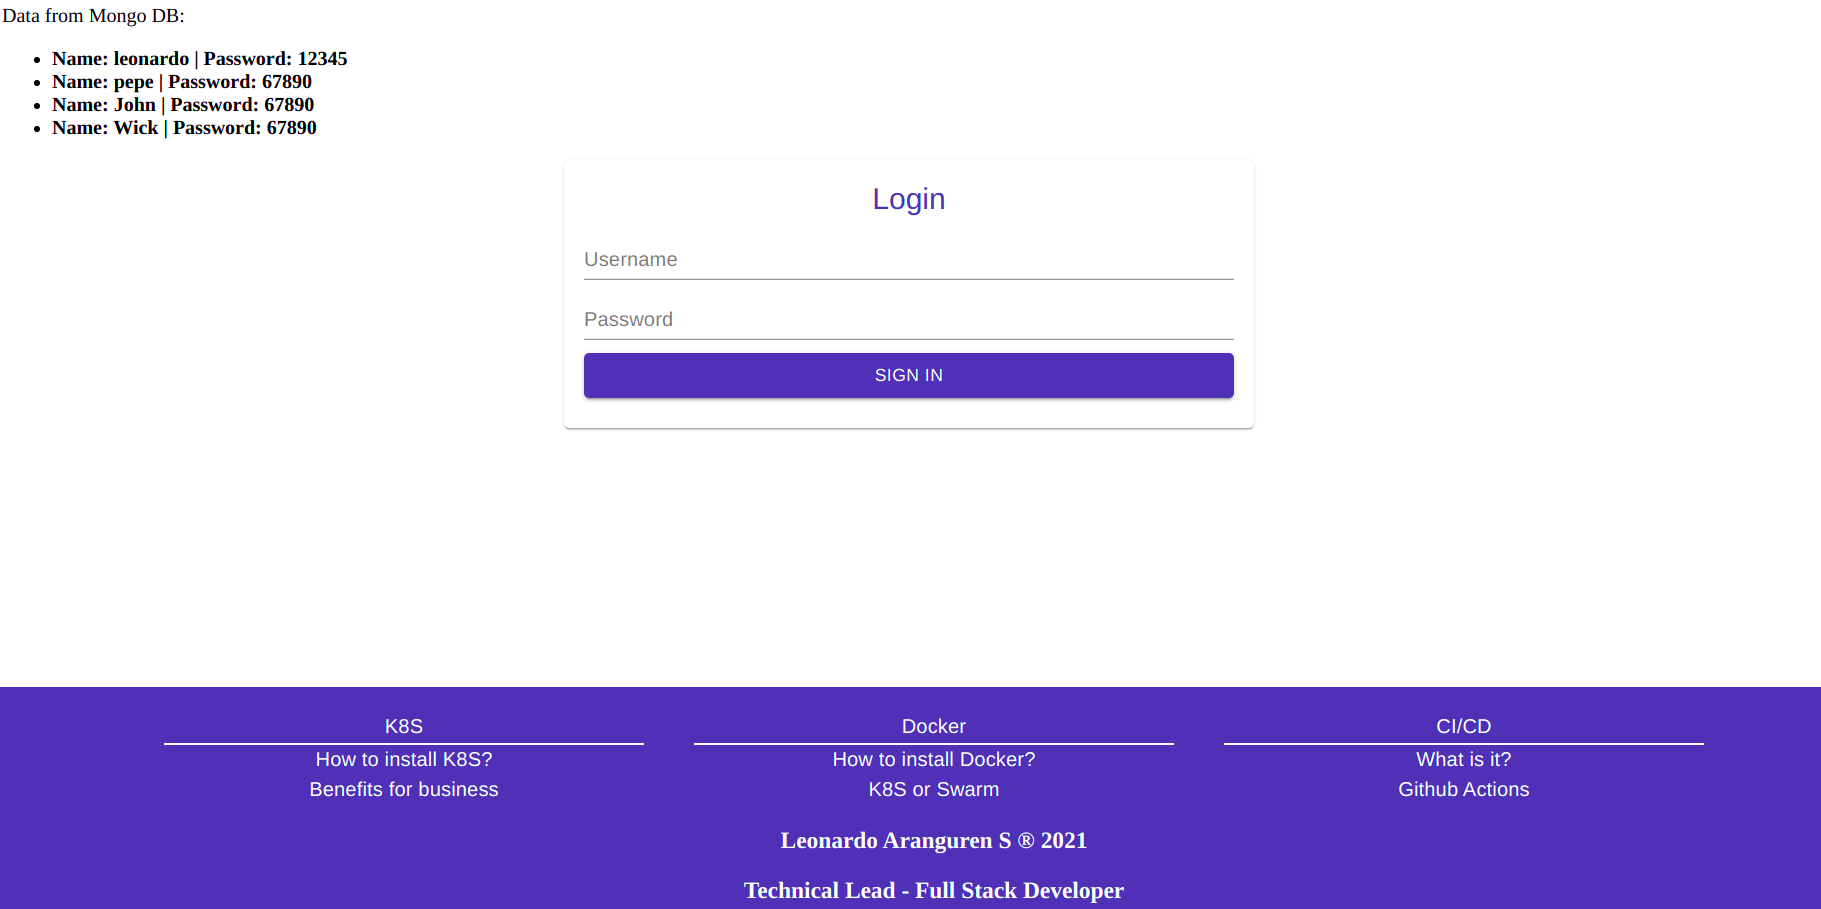 Data from Mongo DB:
Name: leonardo | Password: 12345
Name: pepe | Password: 67890
Name: John | Password: 67890
Name: Wick | Password: 67890
Login
Username
Password
SIGN IN
K8S
How to install K8S?
Benefits for business
Docker
How to install Docker?
K8S or Swarm
CI/CD
What is it?
Github Actions
Leonardo Aranguren S ® 2021
Technical Lead - Full Stack Developer